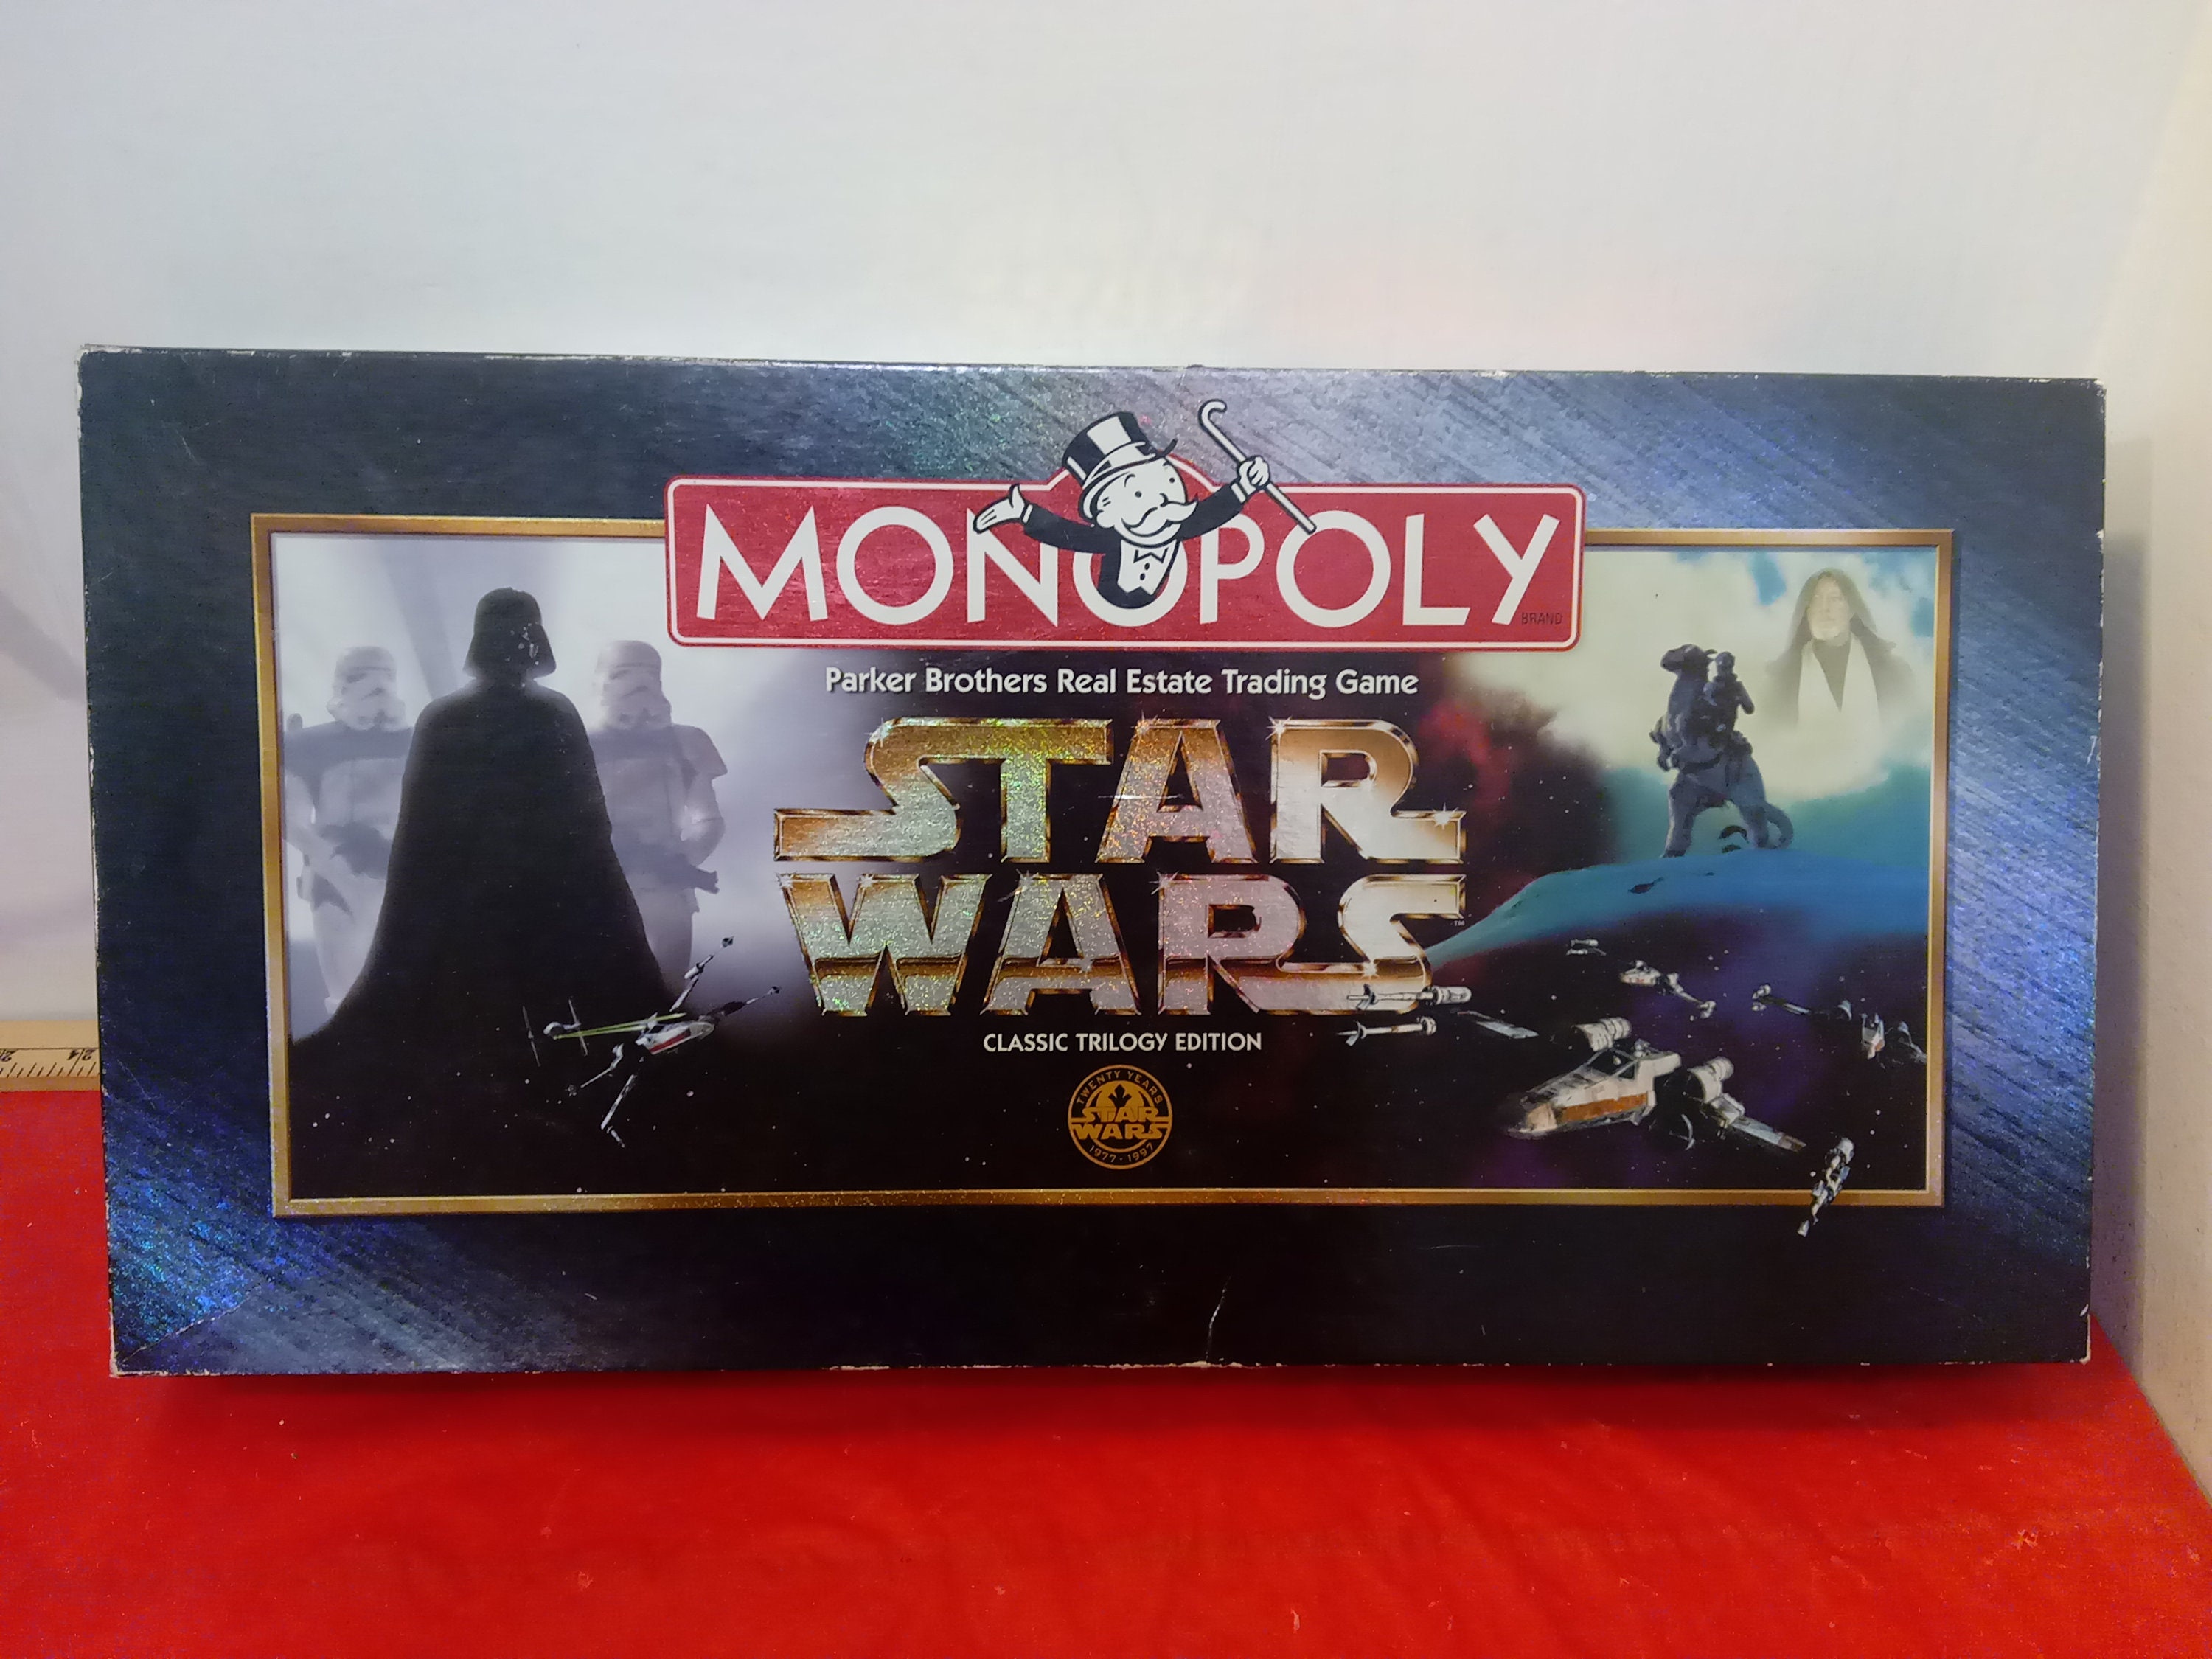 MONOPOLY
BRAND
Parker Brothers Real Estate Trading Game
STAR
WARS
TM
CLASSIC TRILOGY EDITION
TWENTY YEARS
STAR
WARS
1977 · 1997